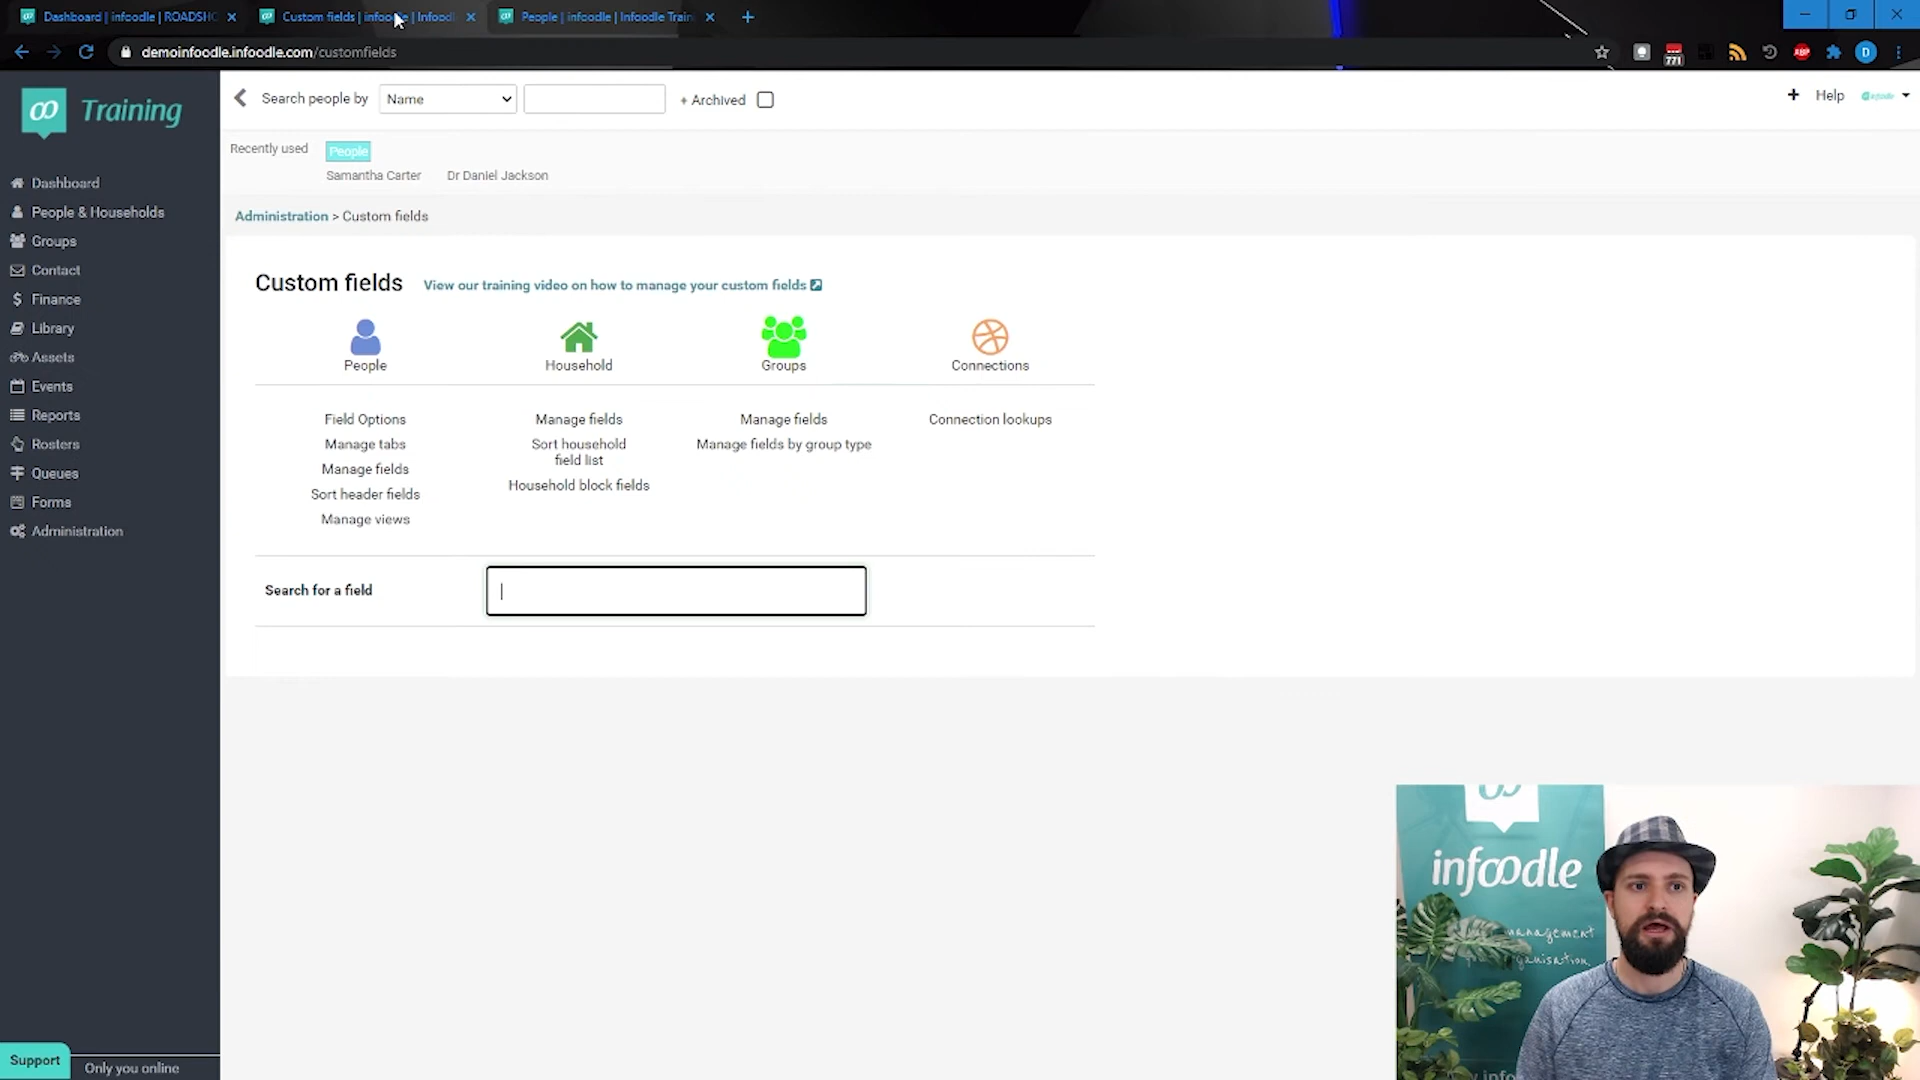 Dashboard | infoodle | ROADSHO
Custom fields | infoodle | Infoodl
People | infoodle | Infoodle Train
demoinfoodle.infoodle.com/customfields
771
ABP
D
Training
Search people by
Name
+ Archived
+ Help
infoodle
Recently used
People
Samantha Carter
Dr Daniel Jackson
Administration > Custom fields
Dashboard
People & Households
Groups
Contact
Finance
Library
Assets
Events
Reports
Rosters
Queues
Forms
Administration
Custom fields
View our training video on how to manage your custom fields
People
Household
Groups
Connections
Field Options
Manage tabs
Manage fields
Sort header fields
Manage views
Manage fields
Sort household
field list
Household block fields
Manage fields
Manage fields by group type
Connection lookups
Search for a field
infoodle
management
Support
Only you online